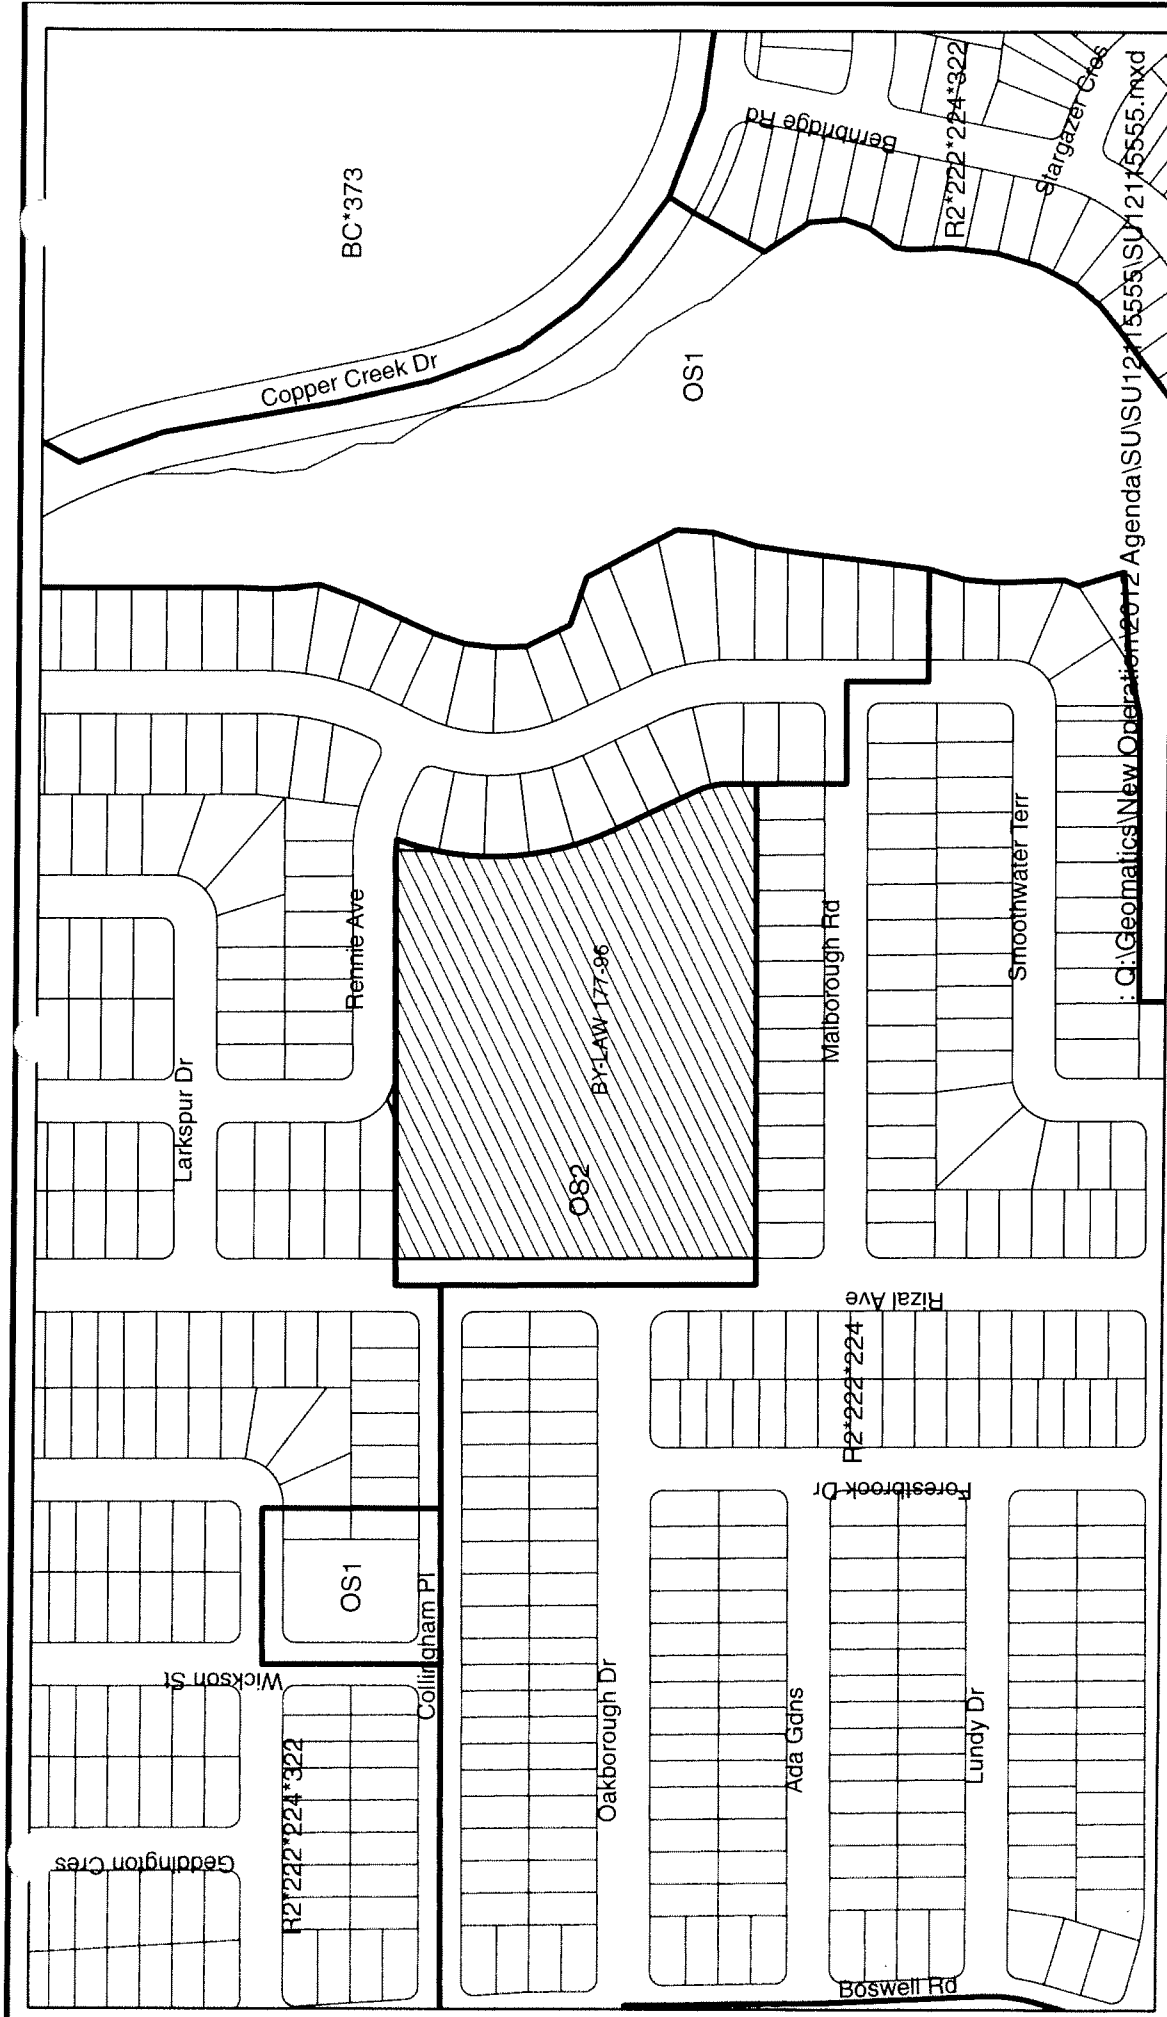 BC*373
Copper Creek Dr
Bernbridge Rd
R2*222*224*322
Stargazer Cres
OS1
Rennie Ave
Larkspur Dr
BY-LAW 177-96
OS2
Malborough Rd
Smoothwater Terr
: Q:\Geomatics\New Operation\2012 Agenda\SU\SU12115555\SU12115555.mxd
Rizal Ave
R2*222*224
Forestbrook Dr
OS1
Collingham Pl
Wickson St
R2*222*224*322
Geddington Cres
Oakborough Dr
Ada Gdns
Lundy Dr
Boswell Rd